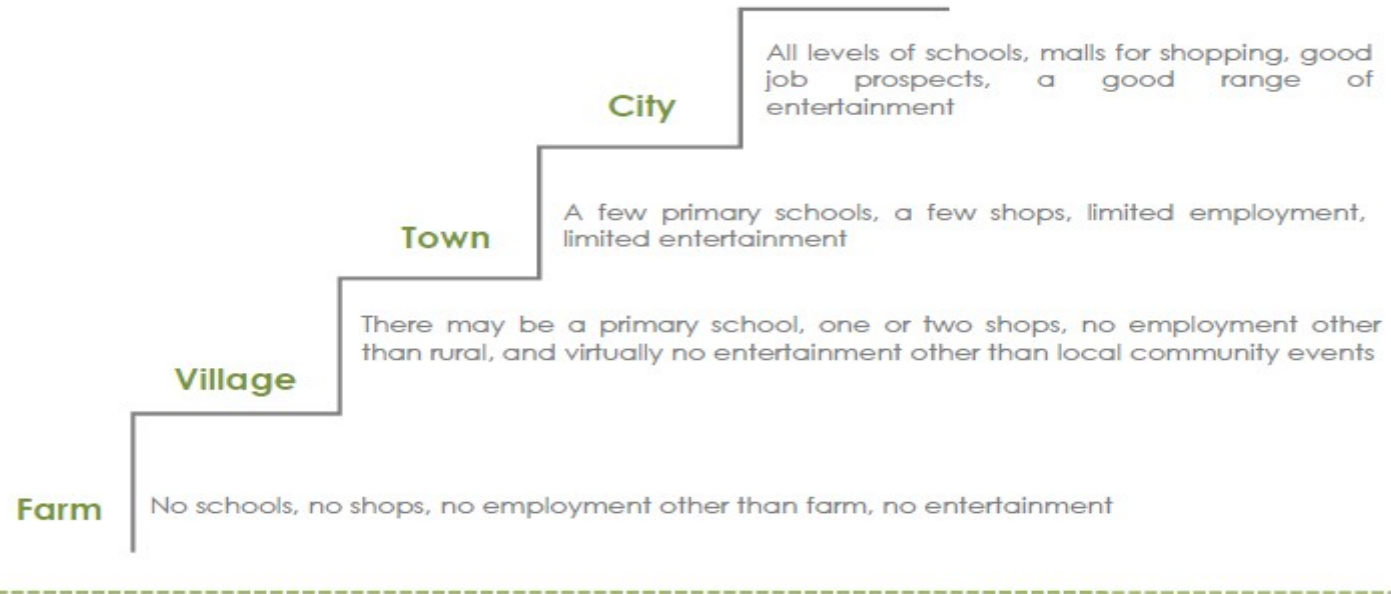 All levels of schools, malls for shopping, good
job prospects, a good range of
entertainment
City
A few primary schools, a few shops, limited employment,
limited entertainment
Town
There may be a primary school, one or two shops, no employment other
than rural, and virtually no entertainment other than local community events
Village
Farm
No schools, no shops, no employment other than farm, no entertainment